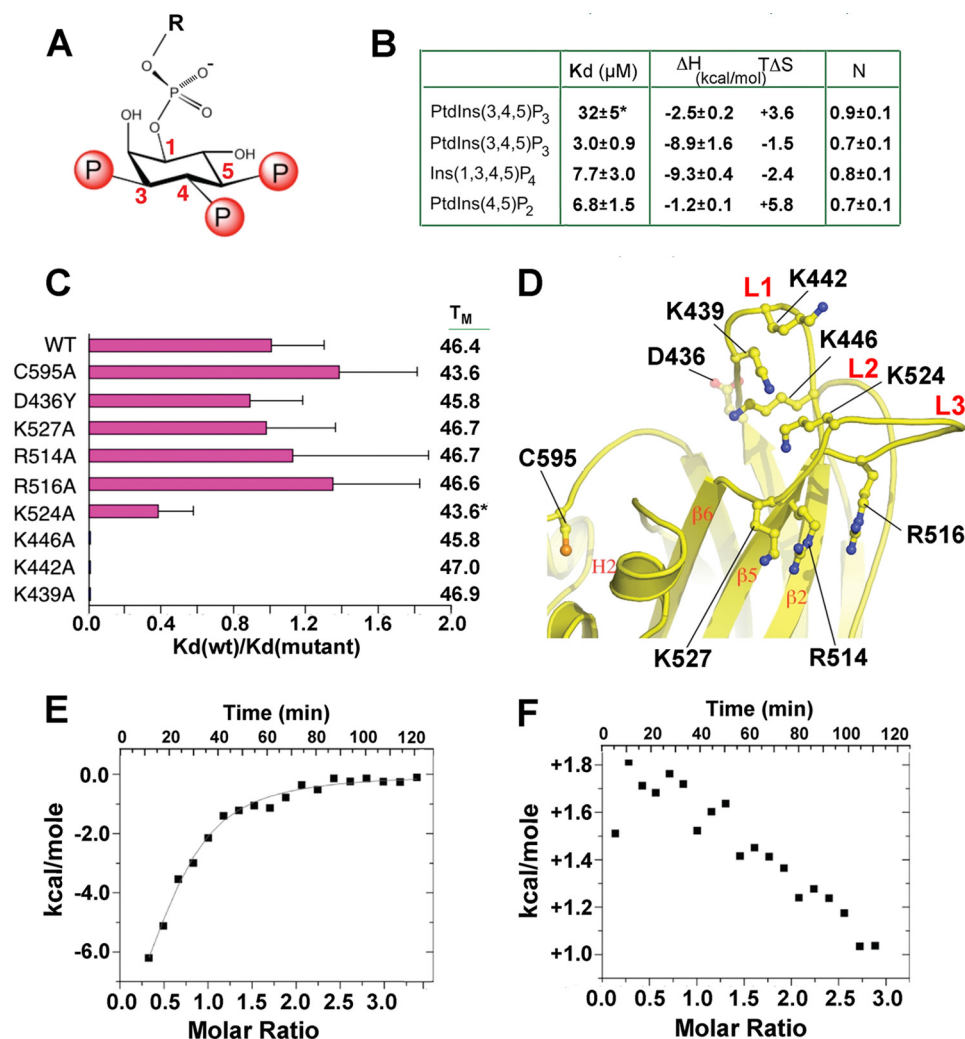 A
R
O
O⁻
P
O
O
OH
OH
1
5
P
P
3
4
P
B
Kd (µM) ΔH TΔS N
(kcal/mol)
PtdIns(3,4,5)P₃ 32±5* -2.5±0.2 +3.6 0.9±0.1
PtdIns(3,4,5)P₃ 3.0±0.9 -8.9±1.6 -1.5 0.7±0.1
Ins(1,3,4,5)P₄ 7.7±3.0 -9.3±0.4 -2.4 0.8±0.1
PtdIns(4,5)P₂ 6.8±1.5 -1.2±0.1 +5.8 0.7±0.1
C
T_M
WT 46.4
C595A 43.6
D436Y 45.8
K527A 46.7
R514A 46.7
R516A 46.6
K524A 43.6*
K446A 45.8
K442A 47.0
K439A 46.9
0.0 0.4 0.8 1.2 1.6 2.0
Kd(wt)/Kd(mutant)
D
K442
L1
K439
K446
D436
L2
K524
L3
C595
β6
R516
H2
β5
β2
K527
R514
E
Time (min)
0 20 40 60 80 100 120
0.0
-2.0
-4.0
-6.0
kcal/mole
0.0 0.5 1.0 1.5 2.0 2.5 3.0
Molar Ratio
F
Time (min)
0 20 40 60 80 100 120
+1.8
+1.6
+1.4
+1.2
+1.0
kcal/mole
0.0 0.5 1.0 1.5 2.0 2.5 3.0
Molar Ratio